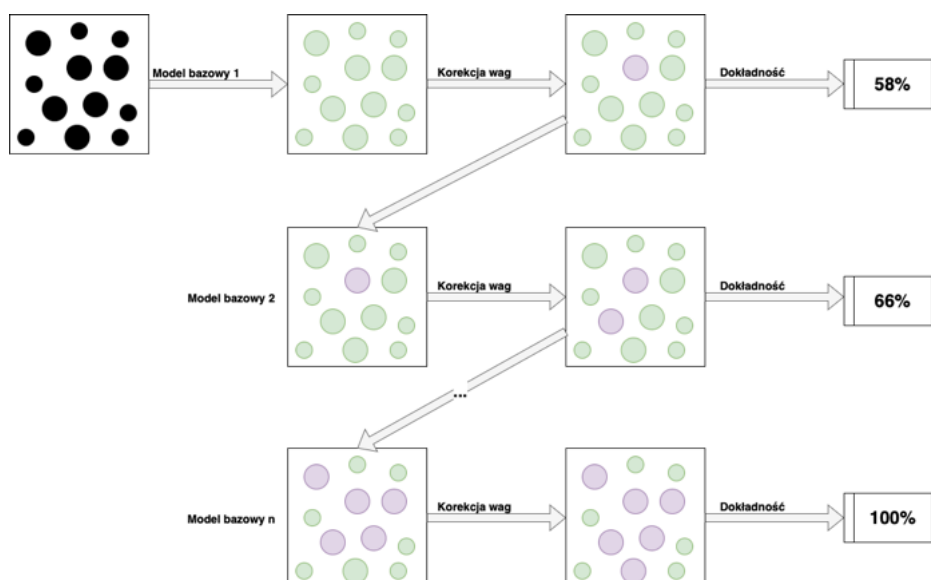 Model bazowy 1
Korekcja wag
Dokładność
58%
Model bazowy 2
Korekcja wag
Dokładność
66%
...
Model bazowy n
Korekcja wag
Dokładność
100%